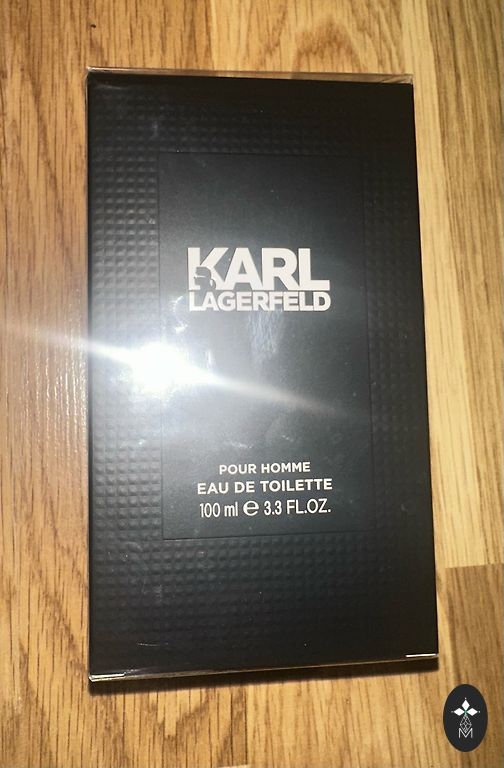 KARL
LAGERFELD
POUR HOMME
EAU DE TOILETTE
100 ml ℮ 3.3 FL.OZ.